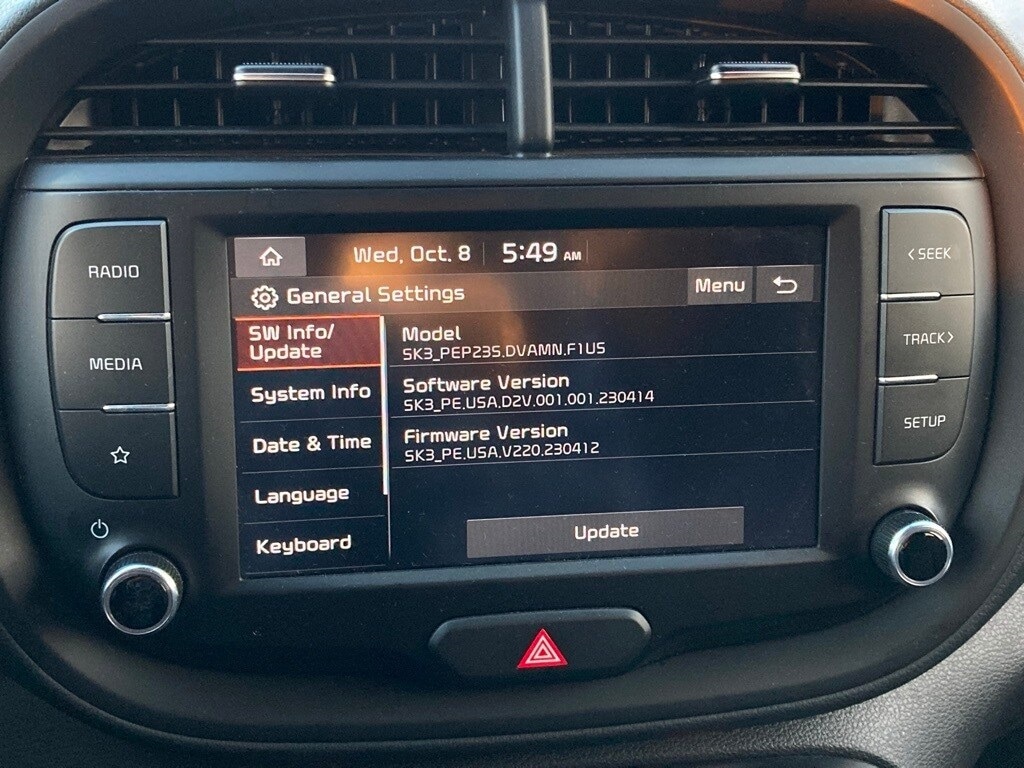 RADIO
MEDIA
Wed, Oct. 8 5:49 AM
General Settings
Menu
SW Info/
Update
System Info
Date & Time
Language
Keyboard
Model
SK3_PEP23S.DVAMN.F1US
Software Version
SK3_PE.USA.D2V.001.001.230414
Firmware Version
SK3_PE.USA.V220.230412
Update
< SEEK
TRACK >
SETUP